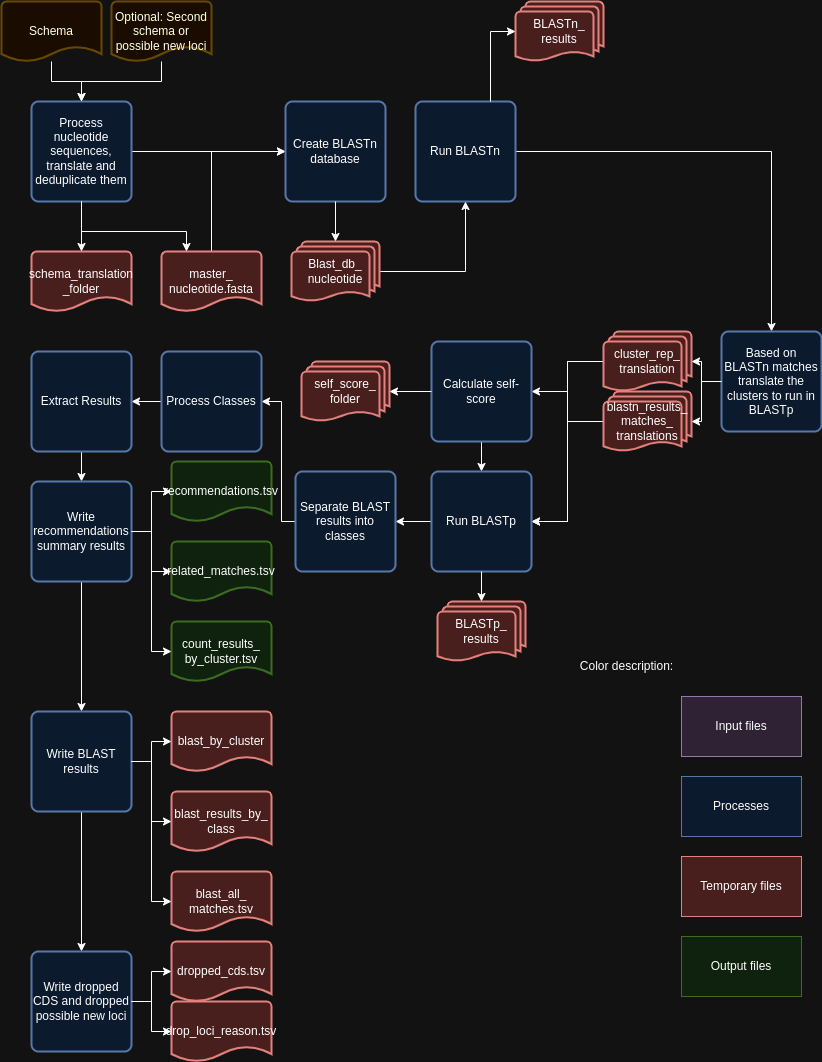 Schema
Optional: Second
schema or
possible new loci
BLASTn_
results
Process
nucleotide
sequences,
translate and
deduplicate them
Create BLASTn
database
Run BLASTn
schema_translation
_folder
master_
nucleotide.fasta
Blast_db_
nucleotide
Extract Results
Process Classes
self_score_
folder
Calculate self-
score
cluster_rep_
translation
blastn_results_
matches_
translations
Based on
BLASTn matches
translate the
clusters to run in
BLASTp
Write
recommendations
summary results
recommendations.tsv
related_matches.tsv
count_results_
by_cluster.tsv
Separate BLAST
results into
classes
Run BLASTp
BLASTp_
results
Color description:
Write BLAST
results
blast_by_cluster
blast_results_by_
class
blast_all_
matches.tsv
Input files
Processes
Temporary files
Output files
Write dropped
CDS and dropped
possible new loci
dropped_cds.tsv
drop_loci_reason.tsv